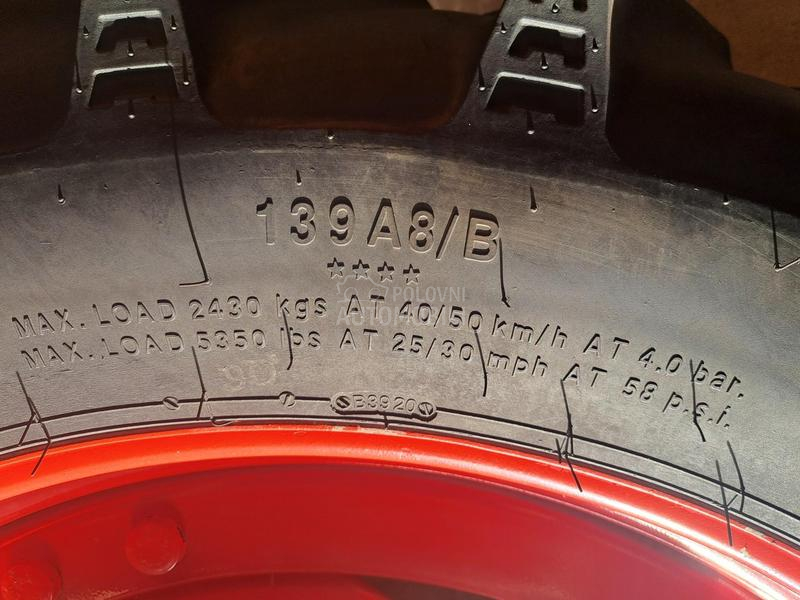 139A8/B
★★★★
POLOVNI
MAX. LOAD 2430 kgs AT 40/50 km/h AT 4.0 bar.
MAX. LOAD 5350 lbs AT 25/30 mph AT 58 p.s.i.
B3920